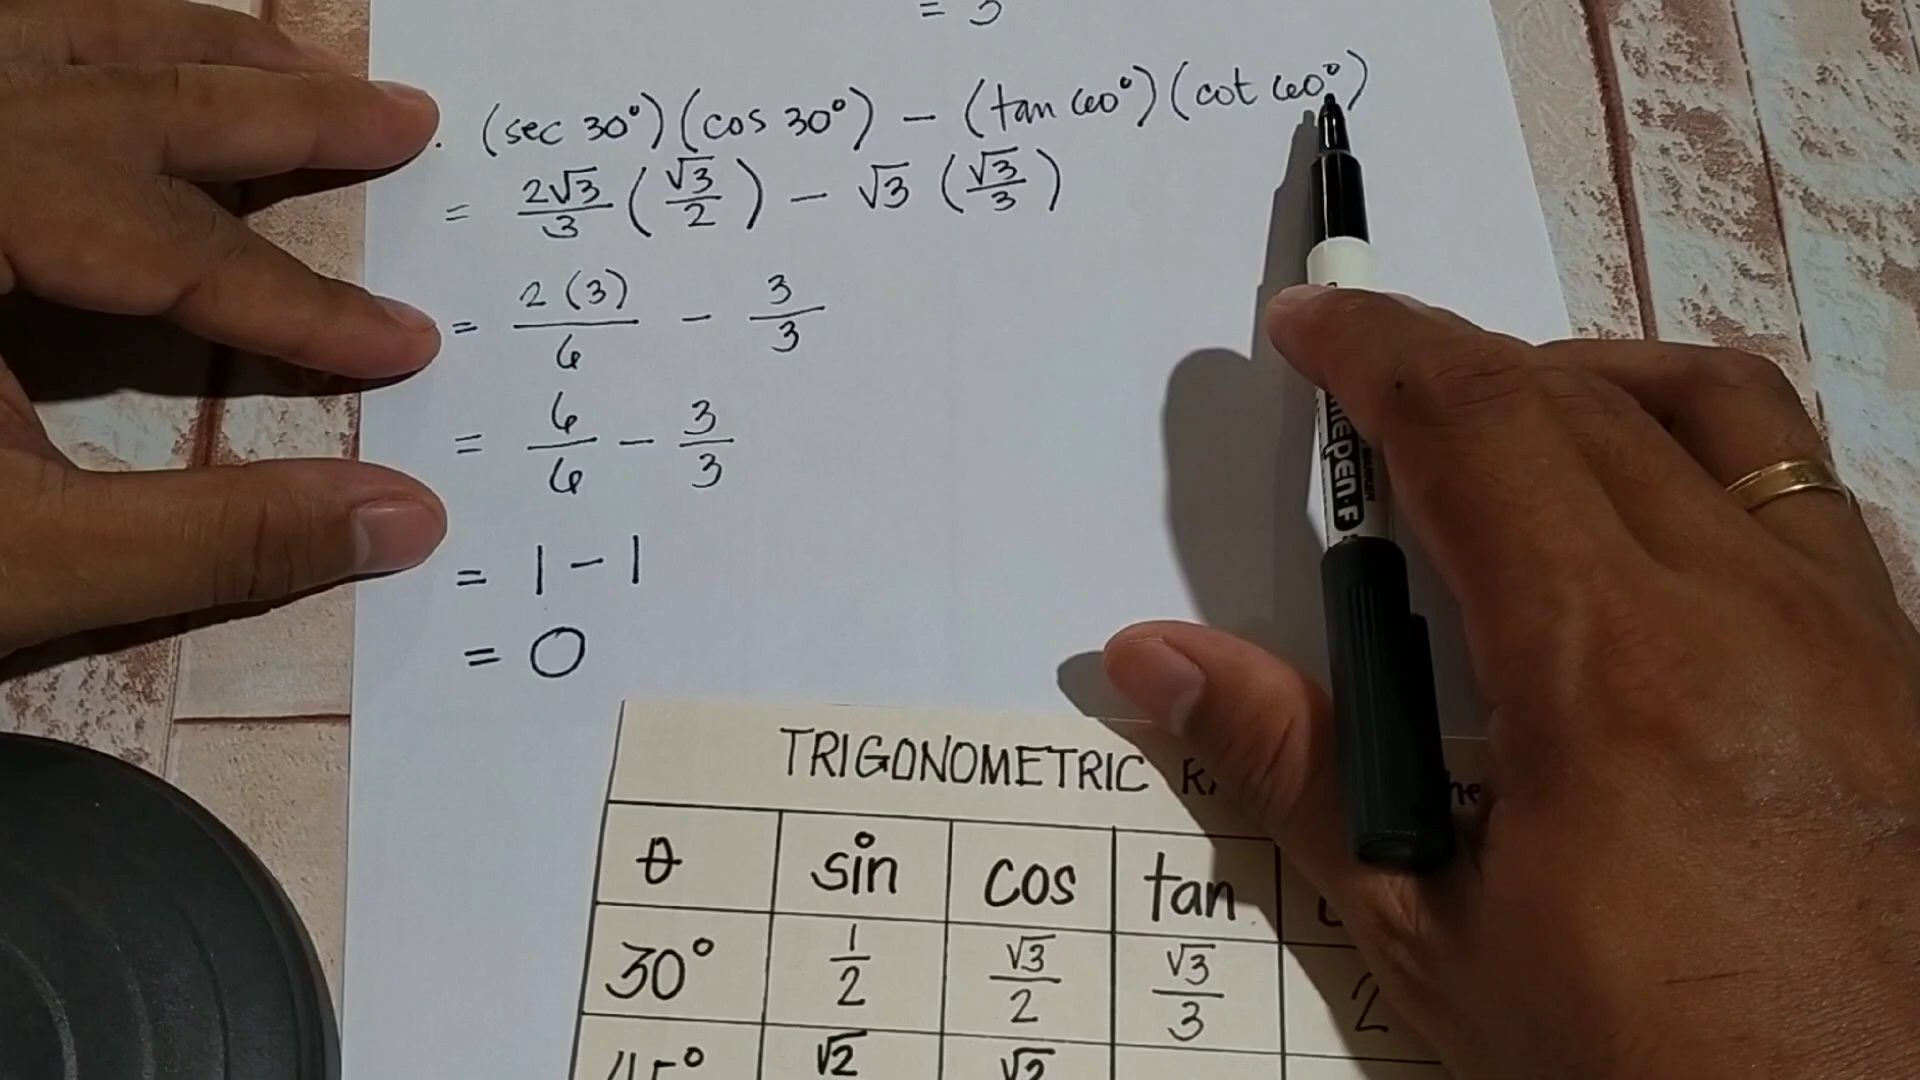 = 3
. (sec 30°)(cos 30°) − (tan 60°)(cot 60°)
= 2√3/3 (√3/2) − √3 (√3/3)
= 2(3)/6 − 3/3
= 6/6 − 3/3
= 1 − 1
= 0
TRIGONOMETRIC
θ sin cos tan
30° 1/2 √3/2 √3/3 2
45° √2 √2